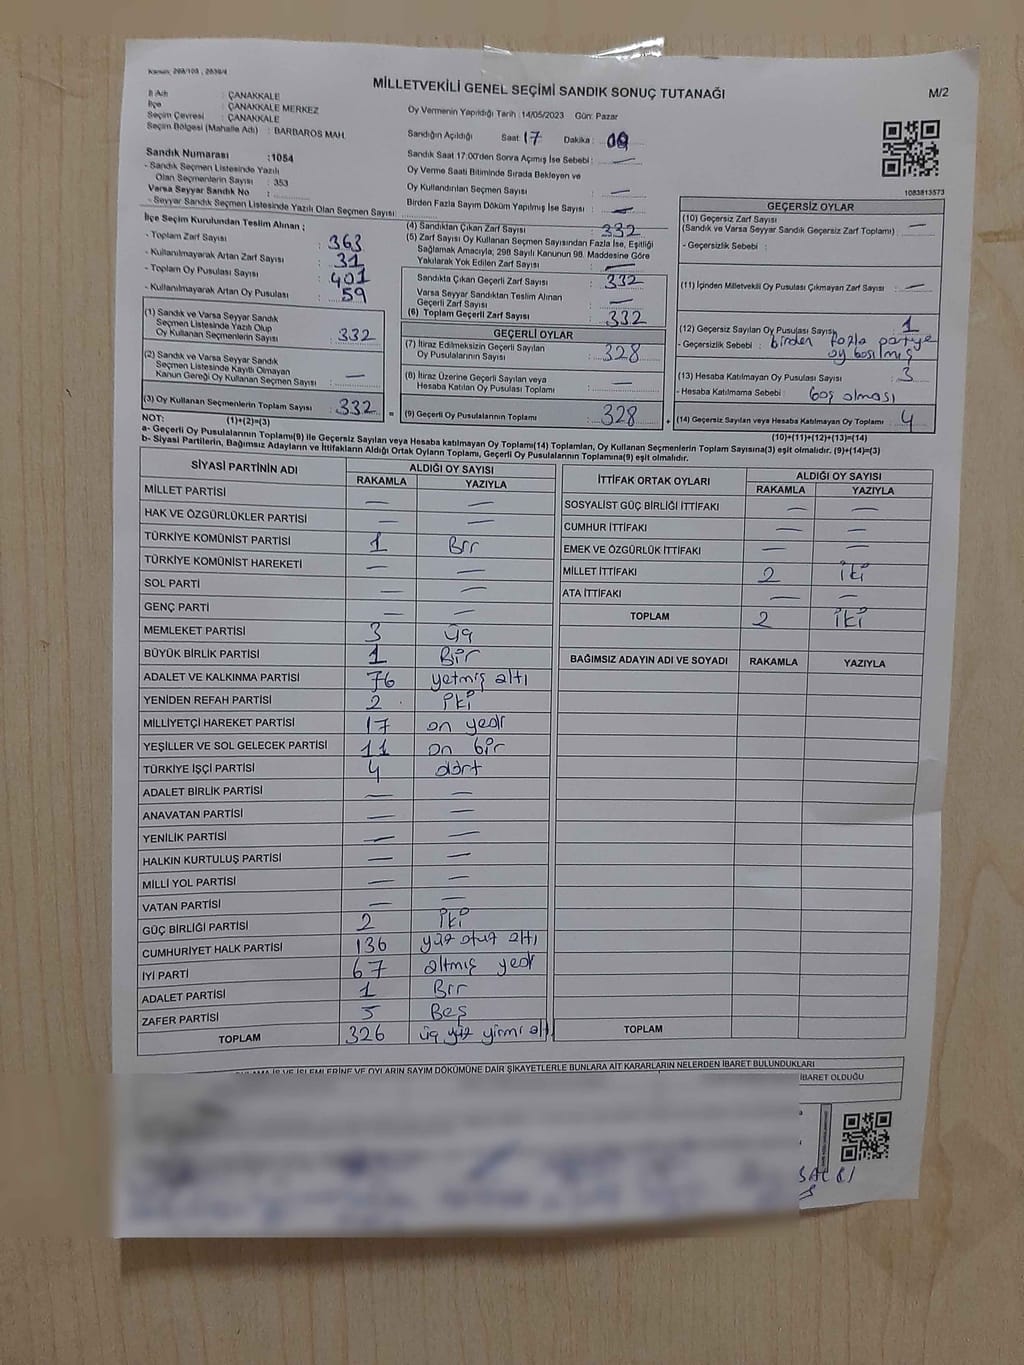 Kanun: 298/105 , 2839/4
MİLLETVEKİLİ GENEL SEÇİMİ SANDIK SONUÇ TUTANAĞI
M/2
İl Adı : ÇANAKKALE
İlçe : ÇANAKKALE MERKEZ
Seçim Çevresi : ÇANAKKALE
Seçim Bölgesi (Mahalle Adı) : BARBAROS MAH.
Oy Vermenin Yapıldığı Tarih :14/05/2023 Gün: Pazar
Sandığın Açıldığı Saat :17 Dakika :
Sandık Saat 17:00'den Sonra Açımış İse Sebebi : —
Oy Verme Saati Bitiminde Sırada Bekleyen ve
Oy Kullandırılan Seçmen Sayısı : —
Birden Fazla Sayım Döküm Yapılmış İse Sayısı : —
Sandık Numarası :1054
- Sandık Seçmen Listesinde Yazılı
Olan Seçmenlerin Sayısı : 353
Varsa Seyyar Sandık No :
- Seyyar Sandık Seçmen Listesinde Yazılı Olan Seçmen Sayısı :
1083813573
İlçe Seçim Kurulundan Teslim Alınan ;
- Toplam Zarf Sayısı : 363
- Kullanılmayarak Artan Zarf Sayısı : 31
- Toplam Oy Pusulası Sayısı : 401
- Kullanılmayarak Artan Oy Pusulası : 59
(1) Sandık ve Varsa Seyyar Sandık
Seçmen Listesinde Yazılı Olup
Oy Kullanan Seçmenlerin Sayısı : 332
(2) Sandık ve Varsa Seyyar Sandık
Seçmen Listesinde Kayıtlı Olmayan
Kanun Gereği Oy Kullanan Seçmen Sayısı : —
(3) Oy Kullanan Seçmenlerin Toplam Sayısı : 332 =
(1)+(2)=(3)
(4) Sandıktan Çıkan Zarf Sayısı : 332
(5) Zarf Sayısı Oy Kullanan Seçmen Sayısından Fazla İse, Eşitliği
Sağlamak Amacıyla; 298 Sayılı Kanunun 98. Maddesine Göre
Yakılarak Yok Edilen Zarf Sayısı : —
Sandıkta Çıkan Geçerli Zarf Sayısı : 332
Varsa Seyyar Sandıktan Teslim Alınan
Geçerli Zarf Sayısı : —
(6) Toplam Geçerli Zarf Sayısı : 332
GEÇERLİ OYLAR
(7) İtiraz Edilmeksizin Geçerli Sayılan
Oy Pusulalarının Sayısı : 328
(8) İtiraz Üzerine Geçerli Sayılan veya
Hesaba Katılan Oy Pusulası Toplamı : —
(9) Geçerli Oy Pusulalarının Toplamı : 328 +
GEÇERSİZ OYLAR
(10) Geçersiz Zarf Sayısı
(Sandık ve Varsa Seyyar Sandık Geçersiz Zarf Toplamı) : —
- Geçersizlik Sebebi :
(11) İçinden Milletvekili Oy Pusulası Çıkmayan Zarf Sayısı : —
(12) Geçersiz Sayılan Oy Pusulası Sayısı : 1
- Geçersizlik Sebebi : birden fazla partiye
oy basılmış
(13) Hesaba Katılmayan Oy Pusulası Sayısı : 3
- Hesaba Katılmama Sebebi : boş olması
(14) Geçersiz Sayılan veya Hesaba Katılmayan Oy Toplamı : 4
(10)+(11)+(12)+(13)=(14)
NOT:
a- Geçerli Oy Pusulalarının Toplamı(9) ile Geçersiz Sayılan veya Hesaba katılmayan Oy Toplamı(14) Toplamları, Oy Kullanan Seçmenlerin Toplam Sayısına(3) eşit olmalıdır. (9)+(14)=(3)
b- Siyasi Partilerin, Bağımsız Adayların ve İttifakların Aldığı Ortak Oyların Toplamı, Geçerli Oy Pusulalarının Toplamına(9) eşit olmalıdır.
SİYASİ PARTİNİN ADI ALDIĞI OY SAYISI
RAKAMLA YAZIYLA
MİLLET PARTİSİ — —
HAK VE ÖZGÜRLÜKLER PARTİSİ — —
TÜRKİYE KOMÜNİST PARTİSİ 1 Bir
TÜRKİYE KOMÜNİST HAREKETİ — —
SOL PARTİ — —
GENÇ PARTİ — —
MEMLEKET PARTİSİ 3 üç
BÜYÜK BİRLİK PARTİSİ 1 Bir
ADALET VE KALKINMA PARTİSİ 76 yetmiş altı
YENİDEN REFAH PARTİSİ 2 iki
MİLLİYETÇİ HAREKET PARTİSİ 17 on yedi
YEŞİLLER VE SOL GELECEK PARTİSİ 11 on bir
TÜRKİYE İŞÇİ PARTİSİ 4 dört
ADALET BİRLİK PARTİSİ — —
ANAVATAN PARTİSİ — —
YENİLİK PARTİSİ — —
HALKIN KURTULUŞ PARTİSİ — —
MİLLİ YOL PARTİSİ — —
VATAN PARTİSİ — —
GÜÇ BİRLİĞİ PARTİSİ 2 iki
CUMHURİYET HALK PARTİSİ 136 yüz otuz altı
İYİ PARTİ 67 altmış yedi
ADALET PARTİSİ 1 Bir
ZAFER PARTİSİ 5 Beş
TOPLAM 326 üç yüz yirmi altı
İTTİFAK ORTAK OYLARI ALDIĞI OY SAYISI
RAKAMLA YAZIYLA
SOSYALİST GÜÇ BİRLİĞİ İTTİFAKI — —
CUMHUR İTTİFAKI — —
EMEK VE ÖZGÜRLÜK İTTİFAKI — —
MİLLET İTTİFAKI 2 iki
ATA İTTİFAKI — —
TOPLAM 2 iki
BAĞIMSIZ ADAYIN ADI VE SOYADI RAKAMLA YAZIYLA
TOPLAM
İŞ VE İŞLEMLERİNE VE OYLARIN SAYIM DÖKÜMÜNE DAİR ŞİKAYETLERLE BUNLARA AİT KARARLARIN NELERDEN İBARET BULUNDUKLARI
İBARET OLDUĞU